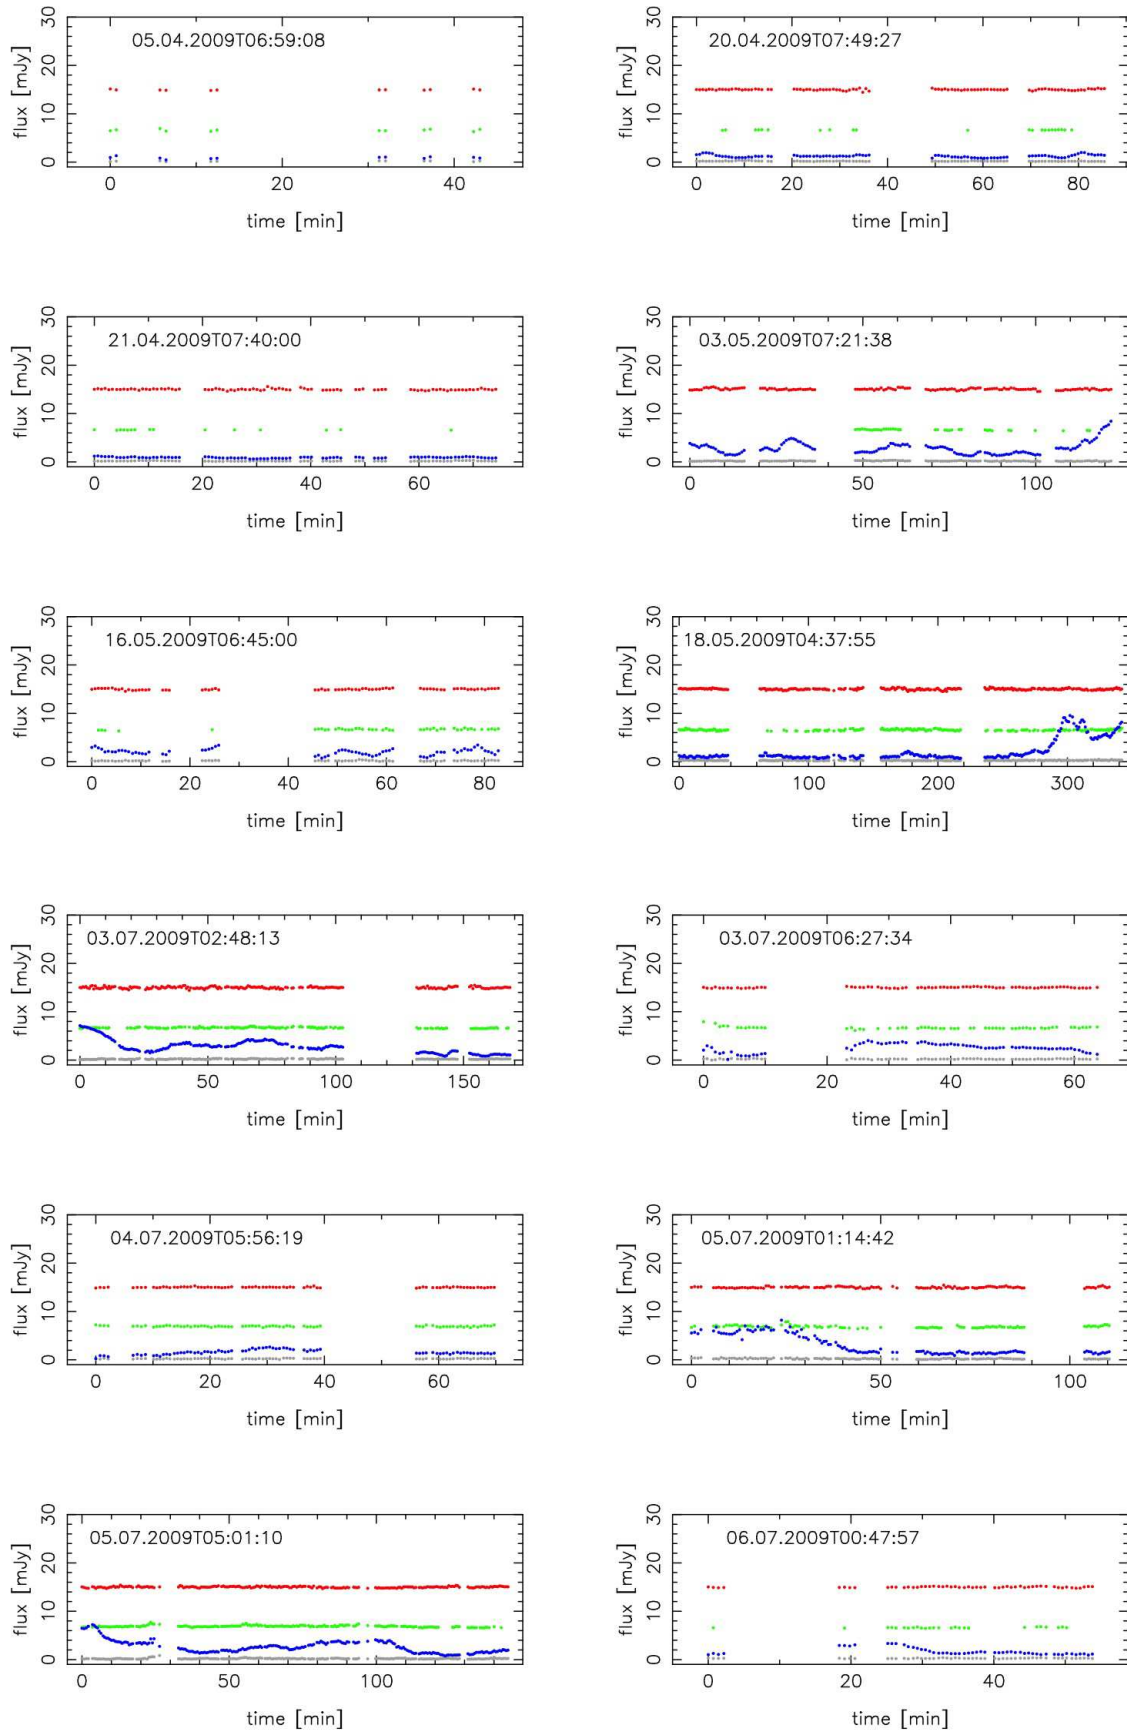 05.04.2009T06:59:08
flux [mJy]
0 10 20 30
0 20 40
time [min]
20.04.2009T07:49:27
flux [mJy]
0 10 20 30
0 20 40 60 80
time [min]
21.04.2009T07:40:00
flux [mJy]
0 10 20 30
0 20 40 60
time [min]
03.05.2009T07:21:38
flux [mJy]
0 10 20 30
0 50 100
time [min]
16.05.2009T06:45:00
flux [mJy]
0 10 20 30
0 20 40 60 80
time [min]
18.05.2009T04:37:55
flux [mJy]
0 10 20 30
0 100 200 300
time [min]
03.07.2009T02:48:13
flux [mJy]
0 10 20 30
0 50 100 150
time [min]
03.07.2009T06:27:34
flux [mJy]
0 10 20 30
0 20 40 60
time [min]
04.07.2009T05:56:19
flux [mJy]
0 10 20 30
0 20 40 60
time [min]
05.07.2009T01:14:42
flux [mJy]
0 10 20 30
0 50 100
time [min]
05.07.2009T05:01:10
flux [mJy]
0 10 20 30
0 100
time [min]
06.07.2009T00:47:57
flux [mJy]
0 10 20 30
0 20 40
time [min]